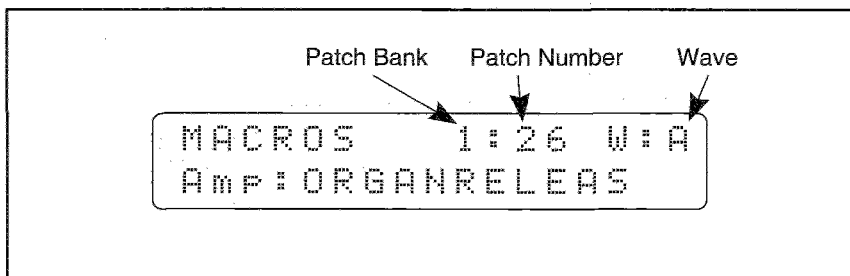 Patch Bank Patch Number Wave
MACROS 1:26 W:A
Amp:ORGANRELEAS